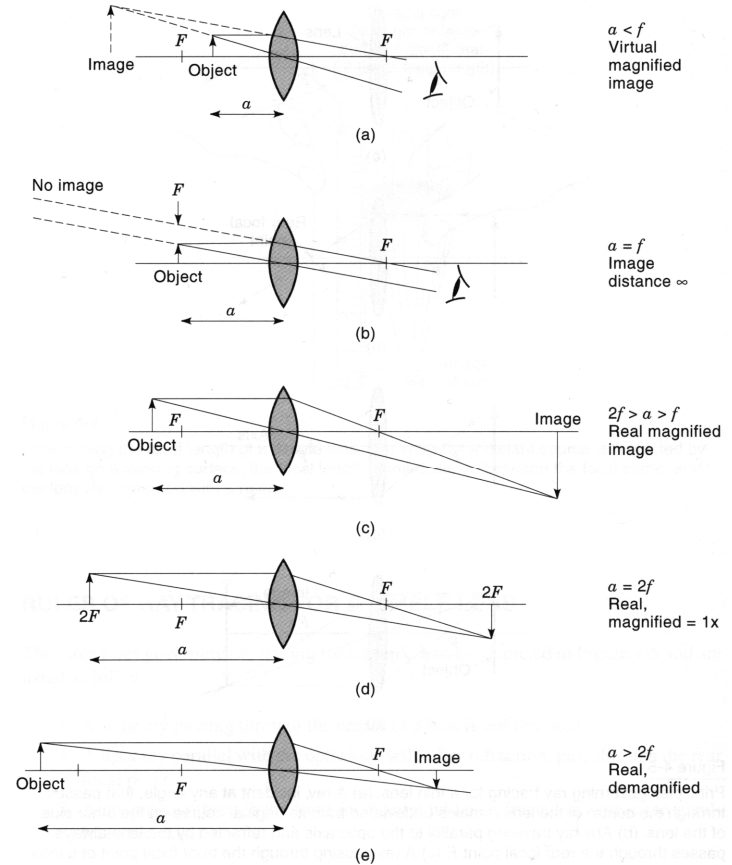 F
F
Image
Object
a
a < f
Virtual
magnified
image
(a)
No image
F
F
Object
a
a = f
Image
distance ∞
(b)
F
F
Image
Object
a
2f > a > f
Real magnified
image
(c)
F
2F
2F
F
a
a = 2f
Real,
magnified = 1x
(d)
F
Image
Object
F
a
a > 2f
Real,
demagnified
(e)